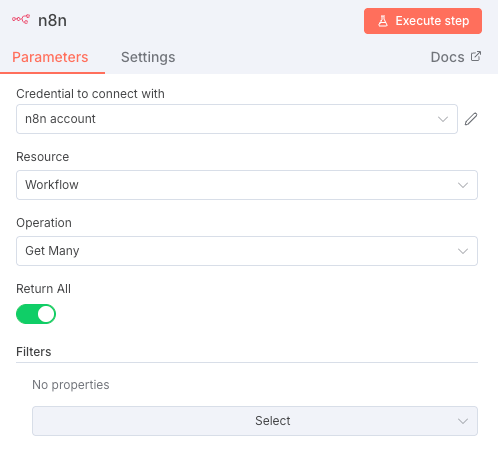 n8n
Execute step
Parameters
Settings
Docs
Credential to connect with
n8n account
Resource
Workflow
Operation
Get Many
Return All
Filters
No properties
Select